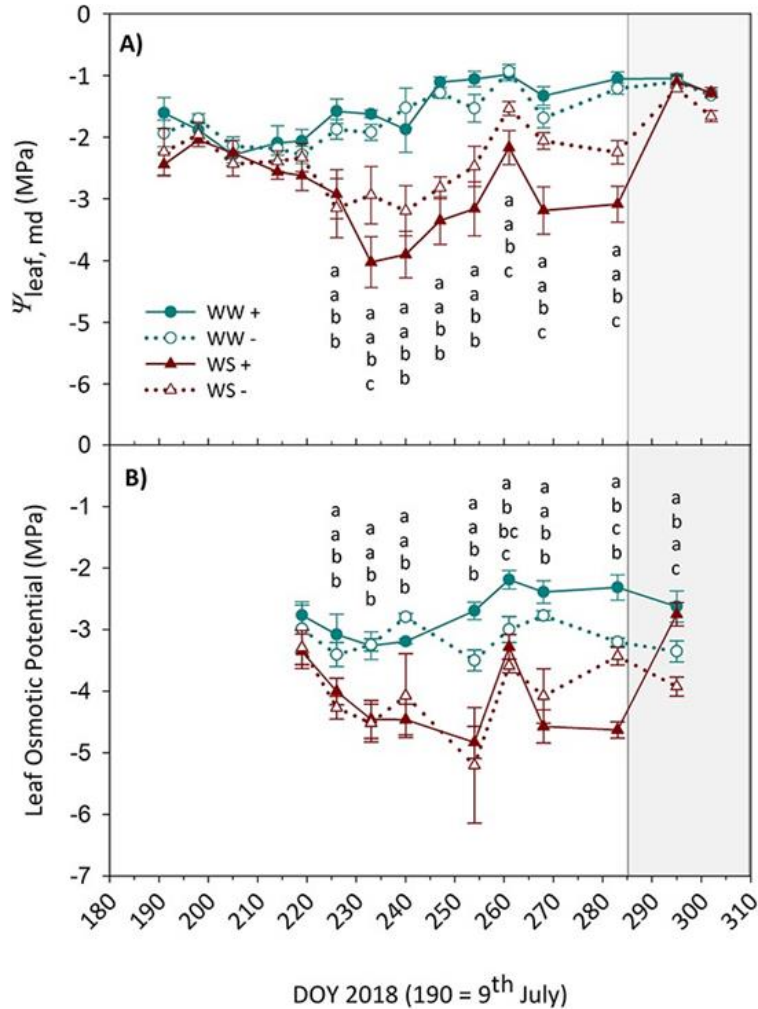 A)
Ψleaf, md (MPa)
0
-1
-2
-3
-4
-5
-6
0
WW +
WW -
WS +
WS -
a
a
b
b
a
a
b
c
a
a
b
b
a
a
b
b
a
a
b
b
a
a
b
c
a
a
b
c
a
a
b
c
B)
Leaf Osmotic Potential (MPa)
-1
-2
-3
-4
-5
-6
-7
a
a
b
b
a
a
b
b
a
a
b
b
a
a
b
b
a
b
bc
c
a
a
b
b
a
b
c
b
a
b
a
c
180 190 200 210 220 230 240 250 260 270 280 290 300 310
DOY 2018 (190 = 9th July)